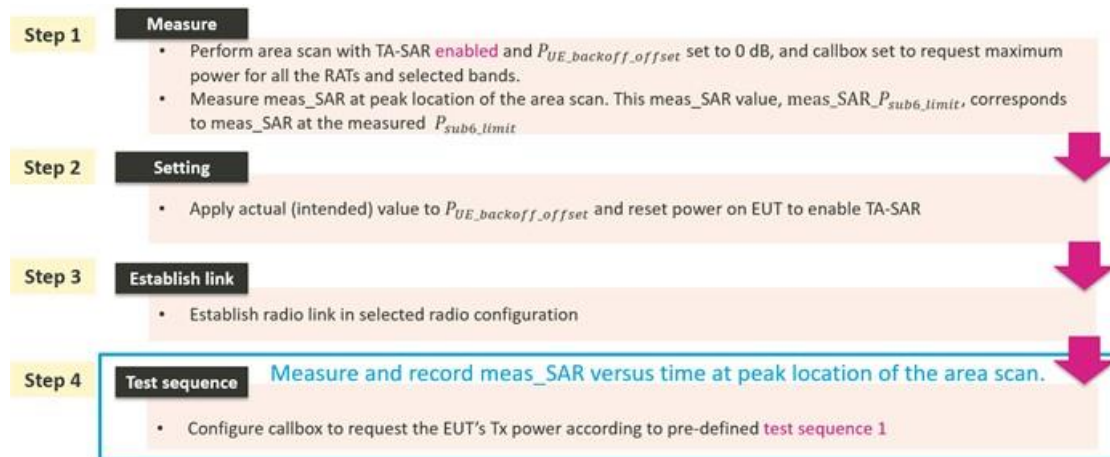 Step 1
Measure
• Perform area scan with TA-SAR enabled and P_UE_backoff_offset set to 0 dB, and callbox set to request maximum
power for all the RATs and selected bands.
• Measure meas_SAR at peak location of the area scan. This meas_SAR value, meas_SAR_P_sub6_limit, corresponds
to meas_SAR at the measured P_sub6_limit
Step 2
Setting
• Apply actual (intended) value to P_UE_backoff_offset and reset power on EUT to enable TA-SAR
Step 3
Establish link
• Establish radio link in selected radio configuration
Step 4
Test sequence
Measure and record meas_SAR versus time at peak location of the area scan.
• Configure callbox to request the EUT's Tx power according to pre-defined test sequence 1